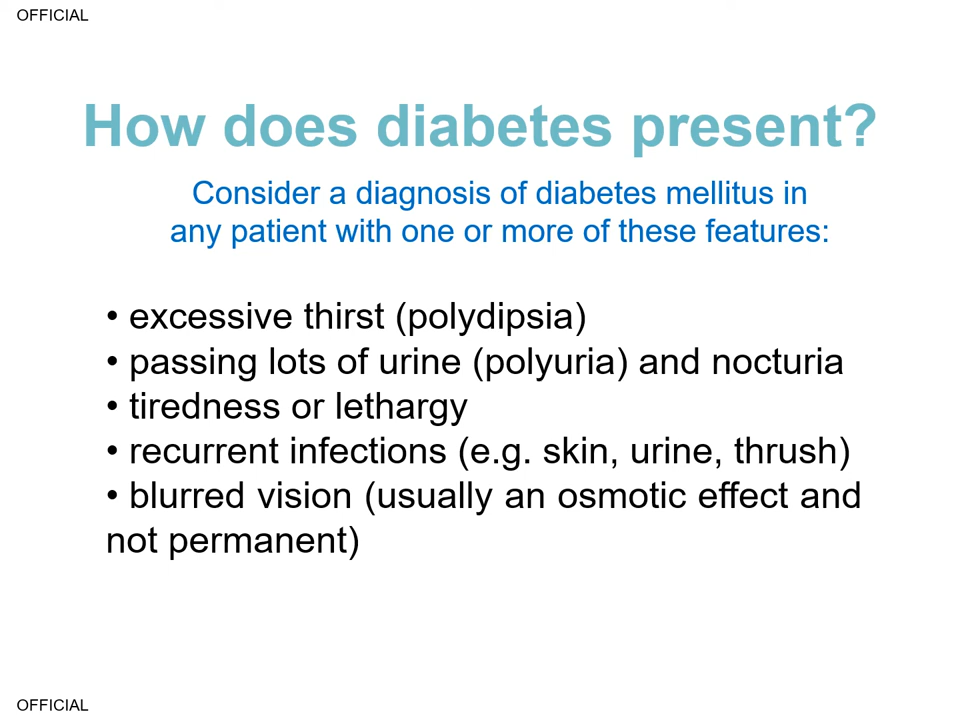 OFFICIAL
How does diabetes present?
Consider a diagnosis of diabetes mellitus in
any patient with one or more of these features:
• excessive thirst (polydipsia)
• passing lots of urine (polyuria) and nocturia
• tiredness or lethargy
• recurrent infections (e.g. skin, urine, thrush)
• blurred vision (usually an osmotic effect and
not permanent)
OFFICIAL